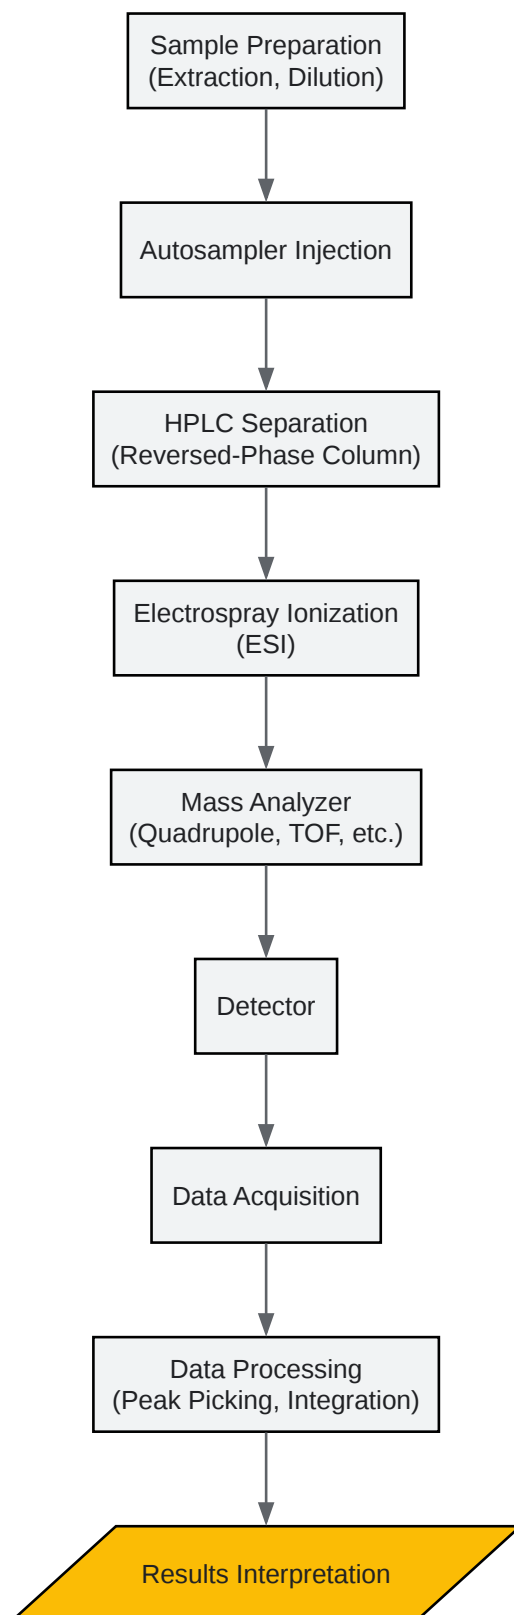 Sample Preparation
(Extraction, Dilution)
Autosampler Injection
HPLC Separation
(Reversed-Phase Column)
Electrospray Ionization
(ESI)
Mass Analyzer
(Quadrupole, TOF, etc.)
Detector
Data Acquisition
Data Processing
(Peak Picking, Integration)
Results Interpretation